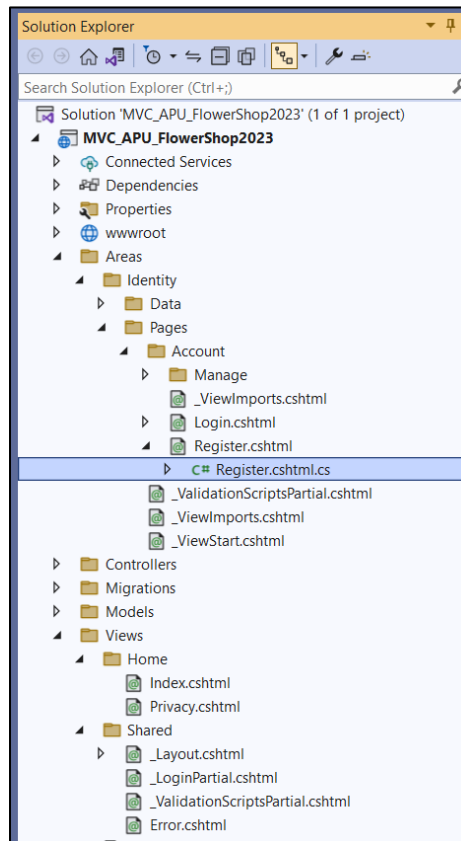 Solution Explorer
Search Solution Explorer (Ctrl+;)
Solution 'MVC_APU_FlowerShop2023' (1 of 1 project)
MVC_APU_FlowerShop2023
Connected Services
Dependencies
Properties
wwwroot
Areas
Identity
Data
Pages
Account
Manage
_ViewImports.cshtml
Login.cshtml
Register.cshtml
C# Register.cshtml.cs
_ValidationScriptsPartial.cshtml
_ViewImports.cshtml
_ViewStart.cshtml
Controllers
Migrations
Models
Views
Home
Index.cshtml
Privacy.cshtml
Shared
_Layout.cshtml
_LoginPartial.cshtml
_ValidationScriptsPartial.cshtml
Error.cshtml